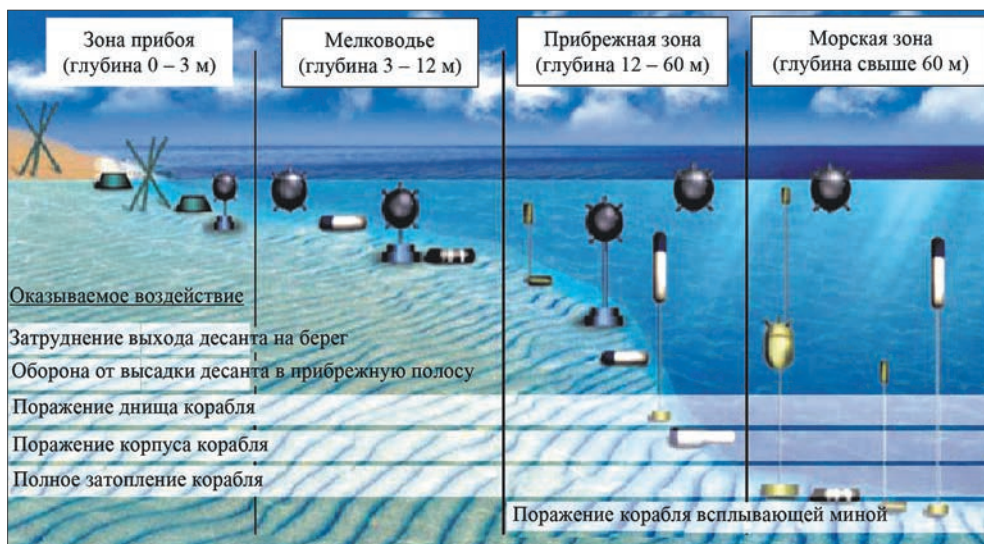 Зона прибоя
(глубина 0 – 3 м)
Мелководье
(глубина 3 – 12 м)
Прибрежная зона
(глубина 12 – 60 м)
Морская зона
(глубина свыше 60 м)
Оказываемое воздействие
Затруднение выхода десанта на берег
Оборона от высадки десанта в прибрежную полосу
Поражение днища корабля
Поражение корпуса корабля
Полное затопление корабля
Поражение корабля всплывающей миной